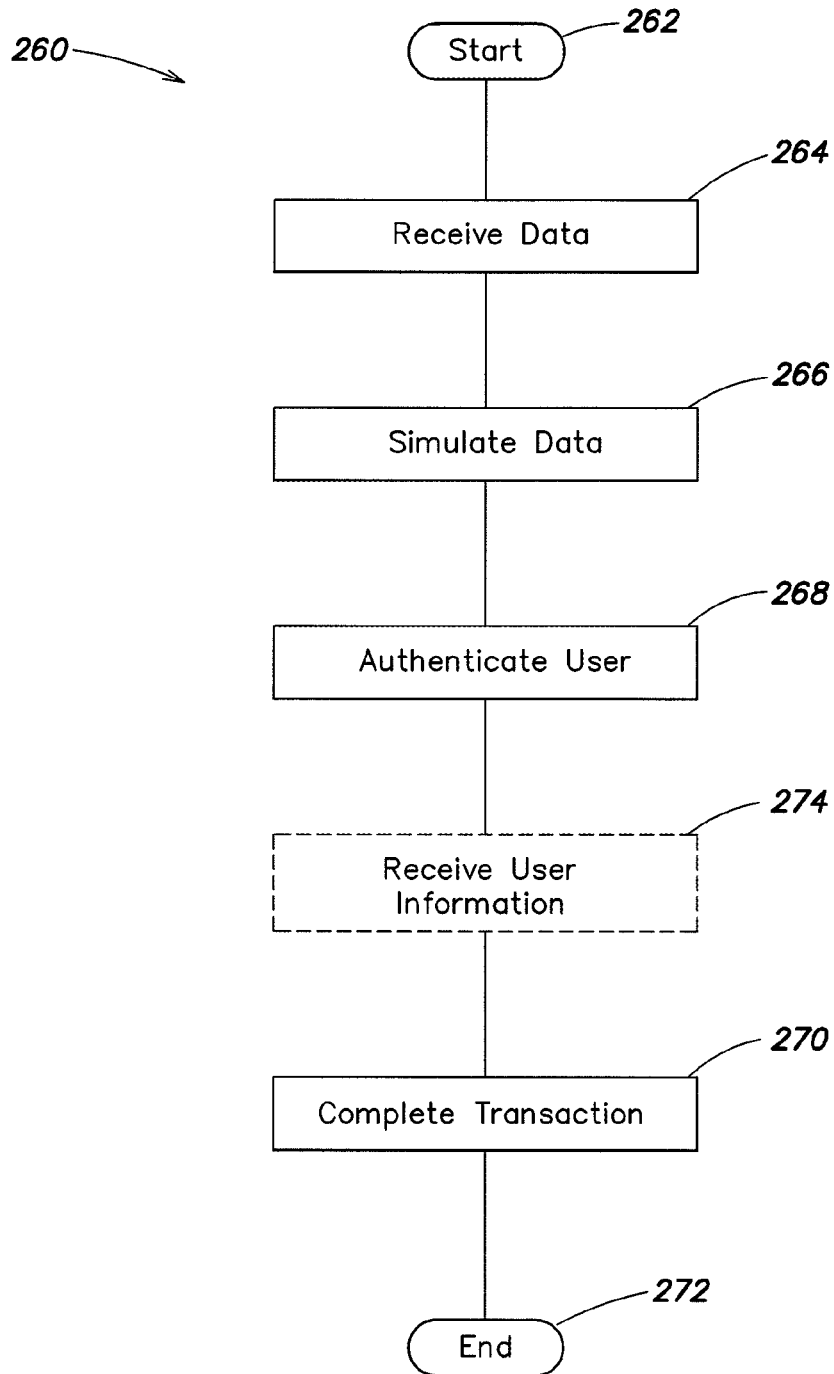 260
262
Start
264
Receive Data
266
Simulate Data
268
Authenticate User
274
Receive User
Information
270
Complete Transaction
272
End